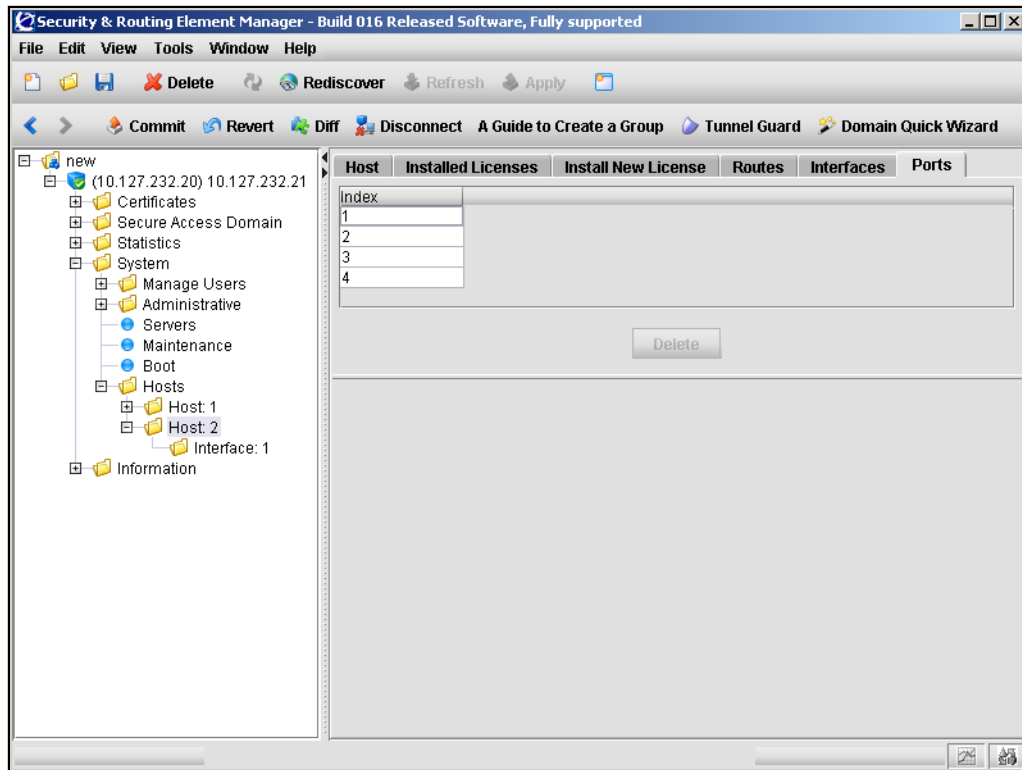 Security & Routing Element Manager - Build 016 Released Software, Fully supported
File Edit View Tools Window Help
Delete Rediscover Refresh Apply
Commit Revert Diff Disconnect A Guide to Create a Group Tunnel Guard Domain Quick Wizard
new
(10.127.232.20) 10.127.232.21
Certificates
Secure Access Domain
Statistics
System
Manage Users
Administrative
Servers
Maintenance
Boot
Hosts
Host: 1
Host: 2
Interface: 1
Information
Host Installed Licenses Install New License Routes Interfaces Ports
Index
1
2
3
4
Delete